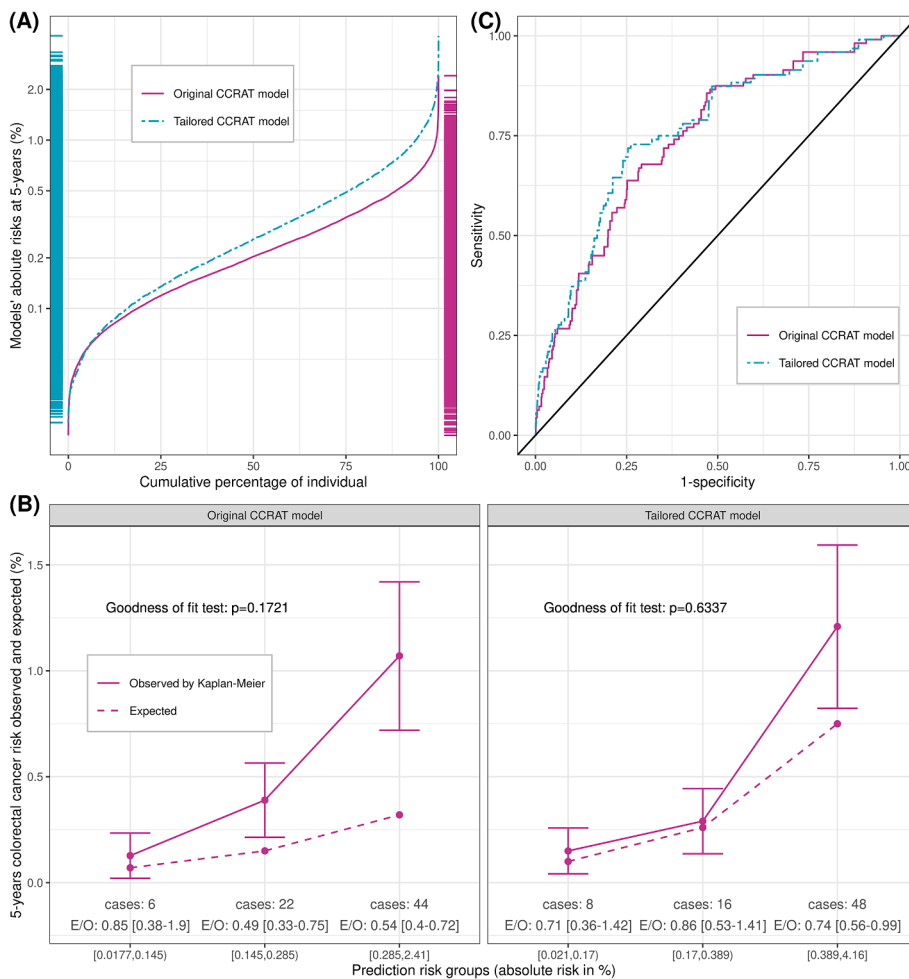 (A)
Models' abolute risks at 5-years (%)
2.0
1.0
0.5
0.2
0.1
Original CCRAT model
Tailored CCRAT model
0 25 50 75 100
Cumulative percentage of individual
(C)
Sensitivity
1.00
0.75
0.50
0.25
0.00
Original CCRAT model
Tailored CCRAT model
0.00 0.25 0.50 0.75 1.00
1-specificity
(B)
5-years colorectal cancer risk observed and expected (%)
Original CCRAT model
1.5
1.0
0.5
0.0
Goodness of fit test: p=0.1721
Observed by Kaplan-Meier
Expected
cases: 6 cases: 22 cases: 44
E/O: 0.85 [0.38-1.9] E/O: 0.49 [0.33-0.75] E/O: 0.54 [0.4-0.72]
[0.0177,0.145) [0.145,0.285) [0.285,2.41]
Tailored CCRAT model
Goodness of fit test: p=0.6337
cases: 8 cases: 16 cases: 48
E/O: 0.71 [0.36-1.42] E/O: 0.86 [0.53-1.41] E/O: 0.74 [0.56-0.99]
[0.021,0.17) [0.17,0.389) [0.389,4.16]
Prediction risk groups (absolute risk in %)